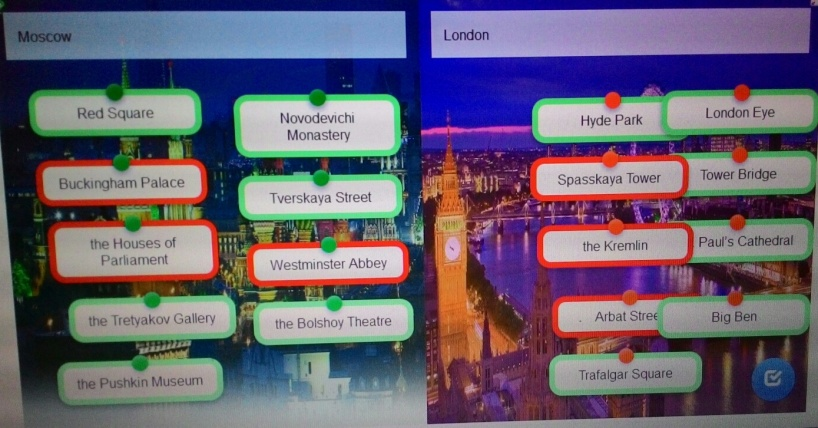 Moscow
Red Square
Novodevichi
Monastery
Buckingham Palace
Tverskaya Street
the Houses of
Parliament
Westminster Abbey
the Tretyakov Gallery
the Bolshoy Theatre
the Pushkin Museum
London
Hyde Park
London Eye
Spasskaya Tower
Tower Bridge
the Kremlin
Paul's Cathedral
Arbat Stree
Big Ben
Trafalgar Square